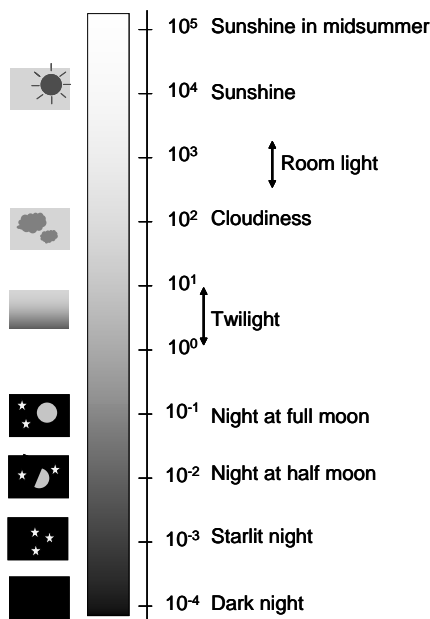 10⁵ Sunshine in midsummer
10⁴ Sunshine
10³
Room light
10² Cloudiness
10¹
Twilight
10⁰
10⁻¹ Night at full moon
10⁻² Night at half moon
10⁻³ Starlit night
10⁻⁴ Dark night